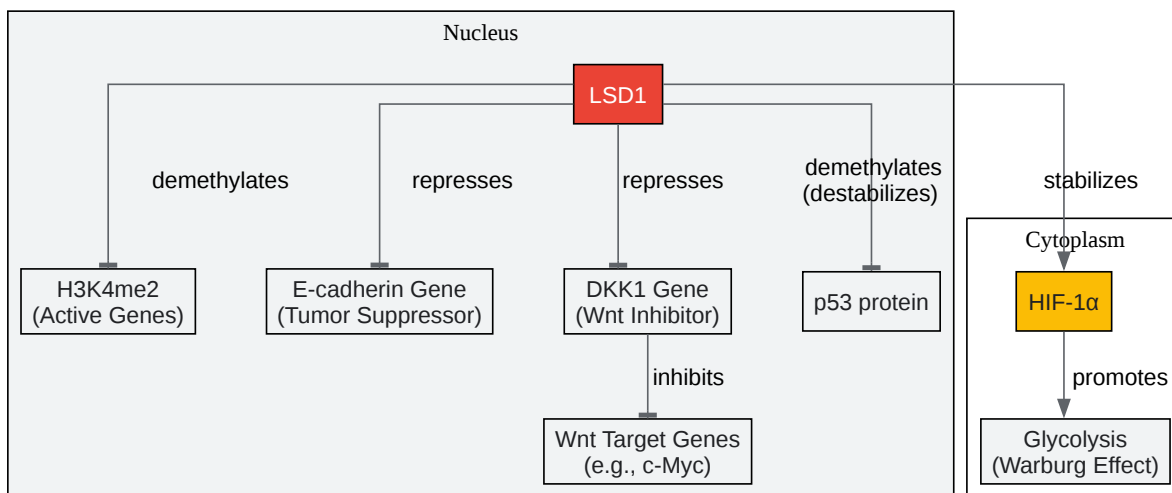 Nucleus
LSD1
demethylates
represses
represses
demethylates
(destabilizes)
stabilizes
Cytoplasm
H3K4me2
(Active Genes)
E-cadherin Gene
(Tumor Suppressor)
DKK1 Gene
(Wnt Inhibitor)
p53 protein
HIF-1α
inhibits
promotes
Wnt Target Genes
(e.g., c-Myc)
Glycolysis
(Warburg Effect)